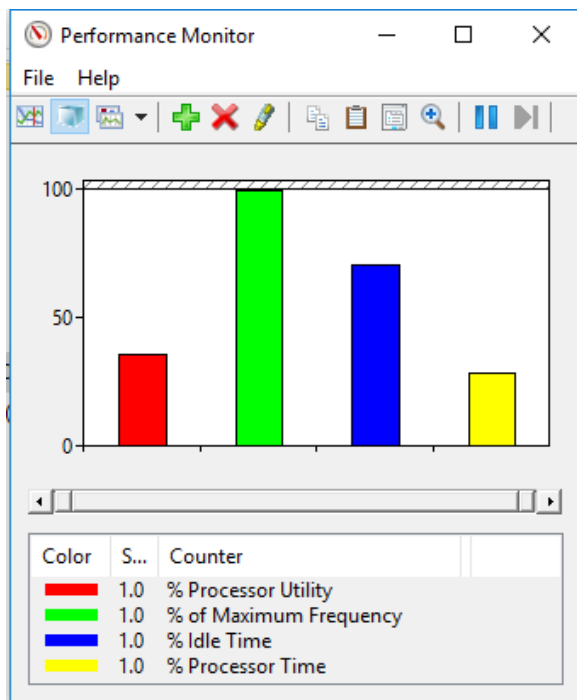 Performance Monitor
File Help
100
50
0
Color S... Counter
1.0 % Processor Utility
1.0 % of Maximum Frequency
1.0 % Idle Time
1.0 % Processor Time